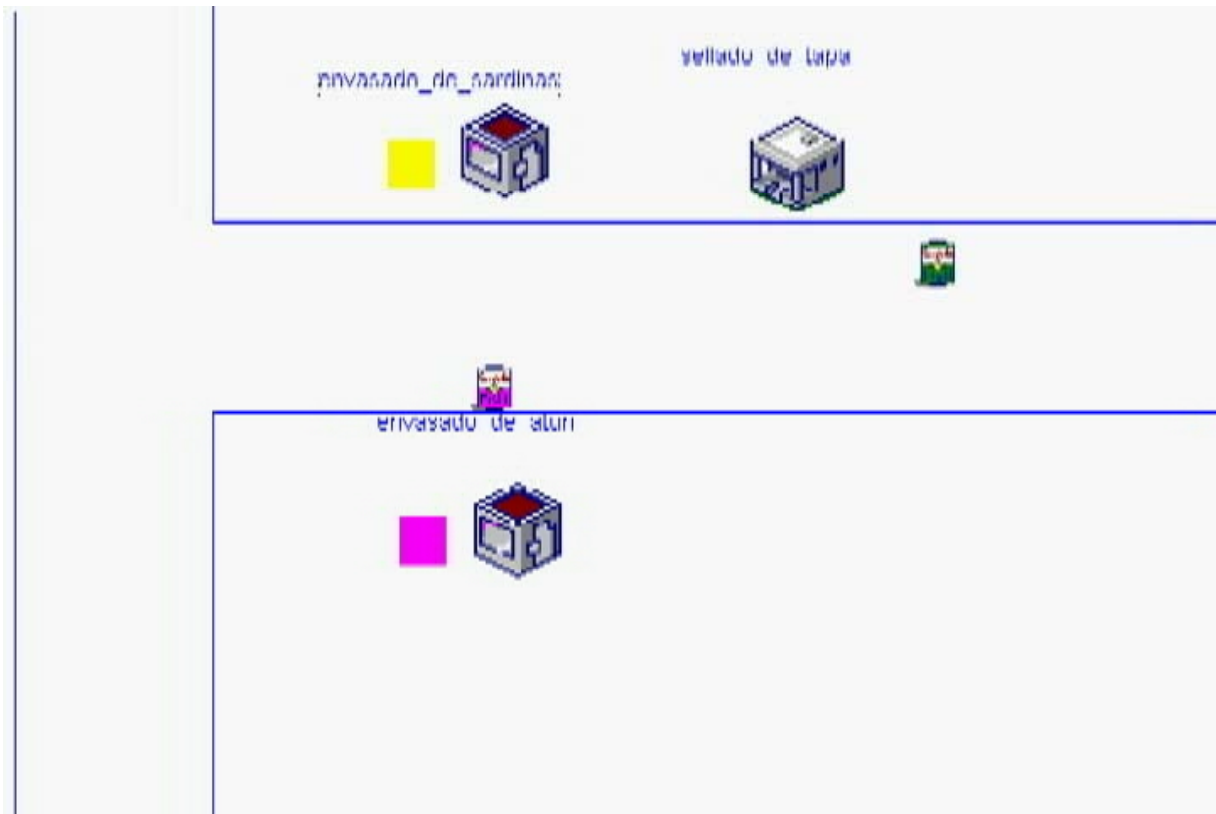 envasado_de_sardinas
sellado de tapa
envasado de atun